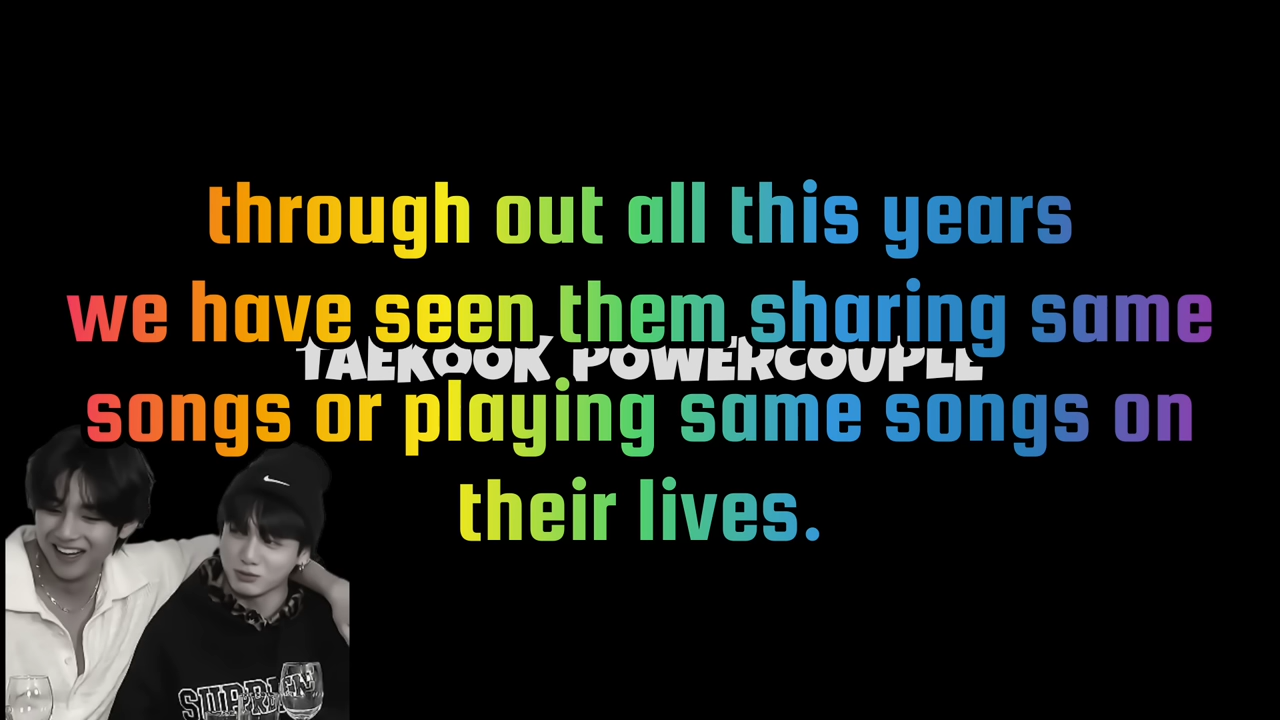 through out all this years
we have seen them sharing same
TAEKOOK POWERCOUPLE
songs or playing same songs on
their lives.